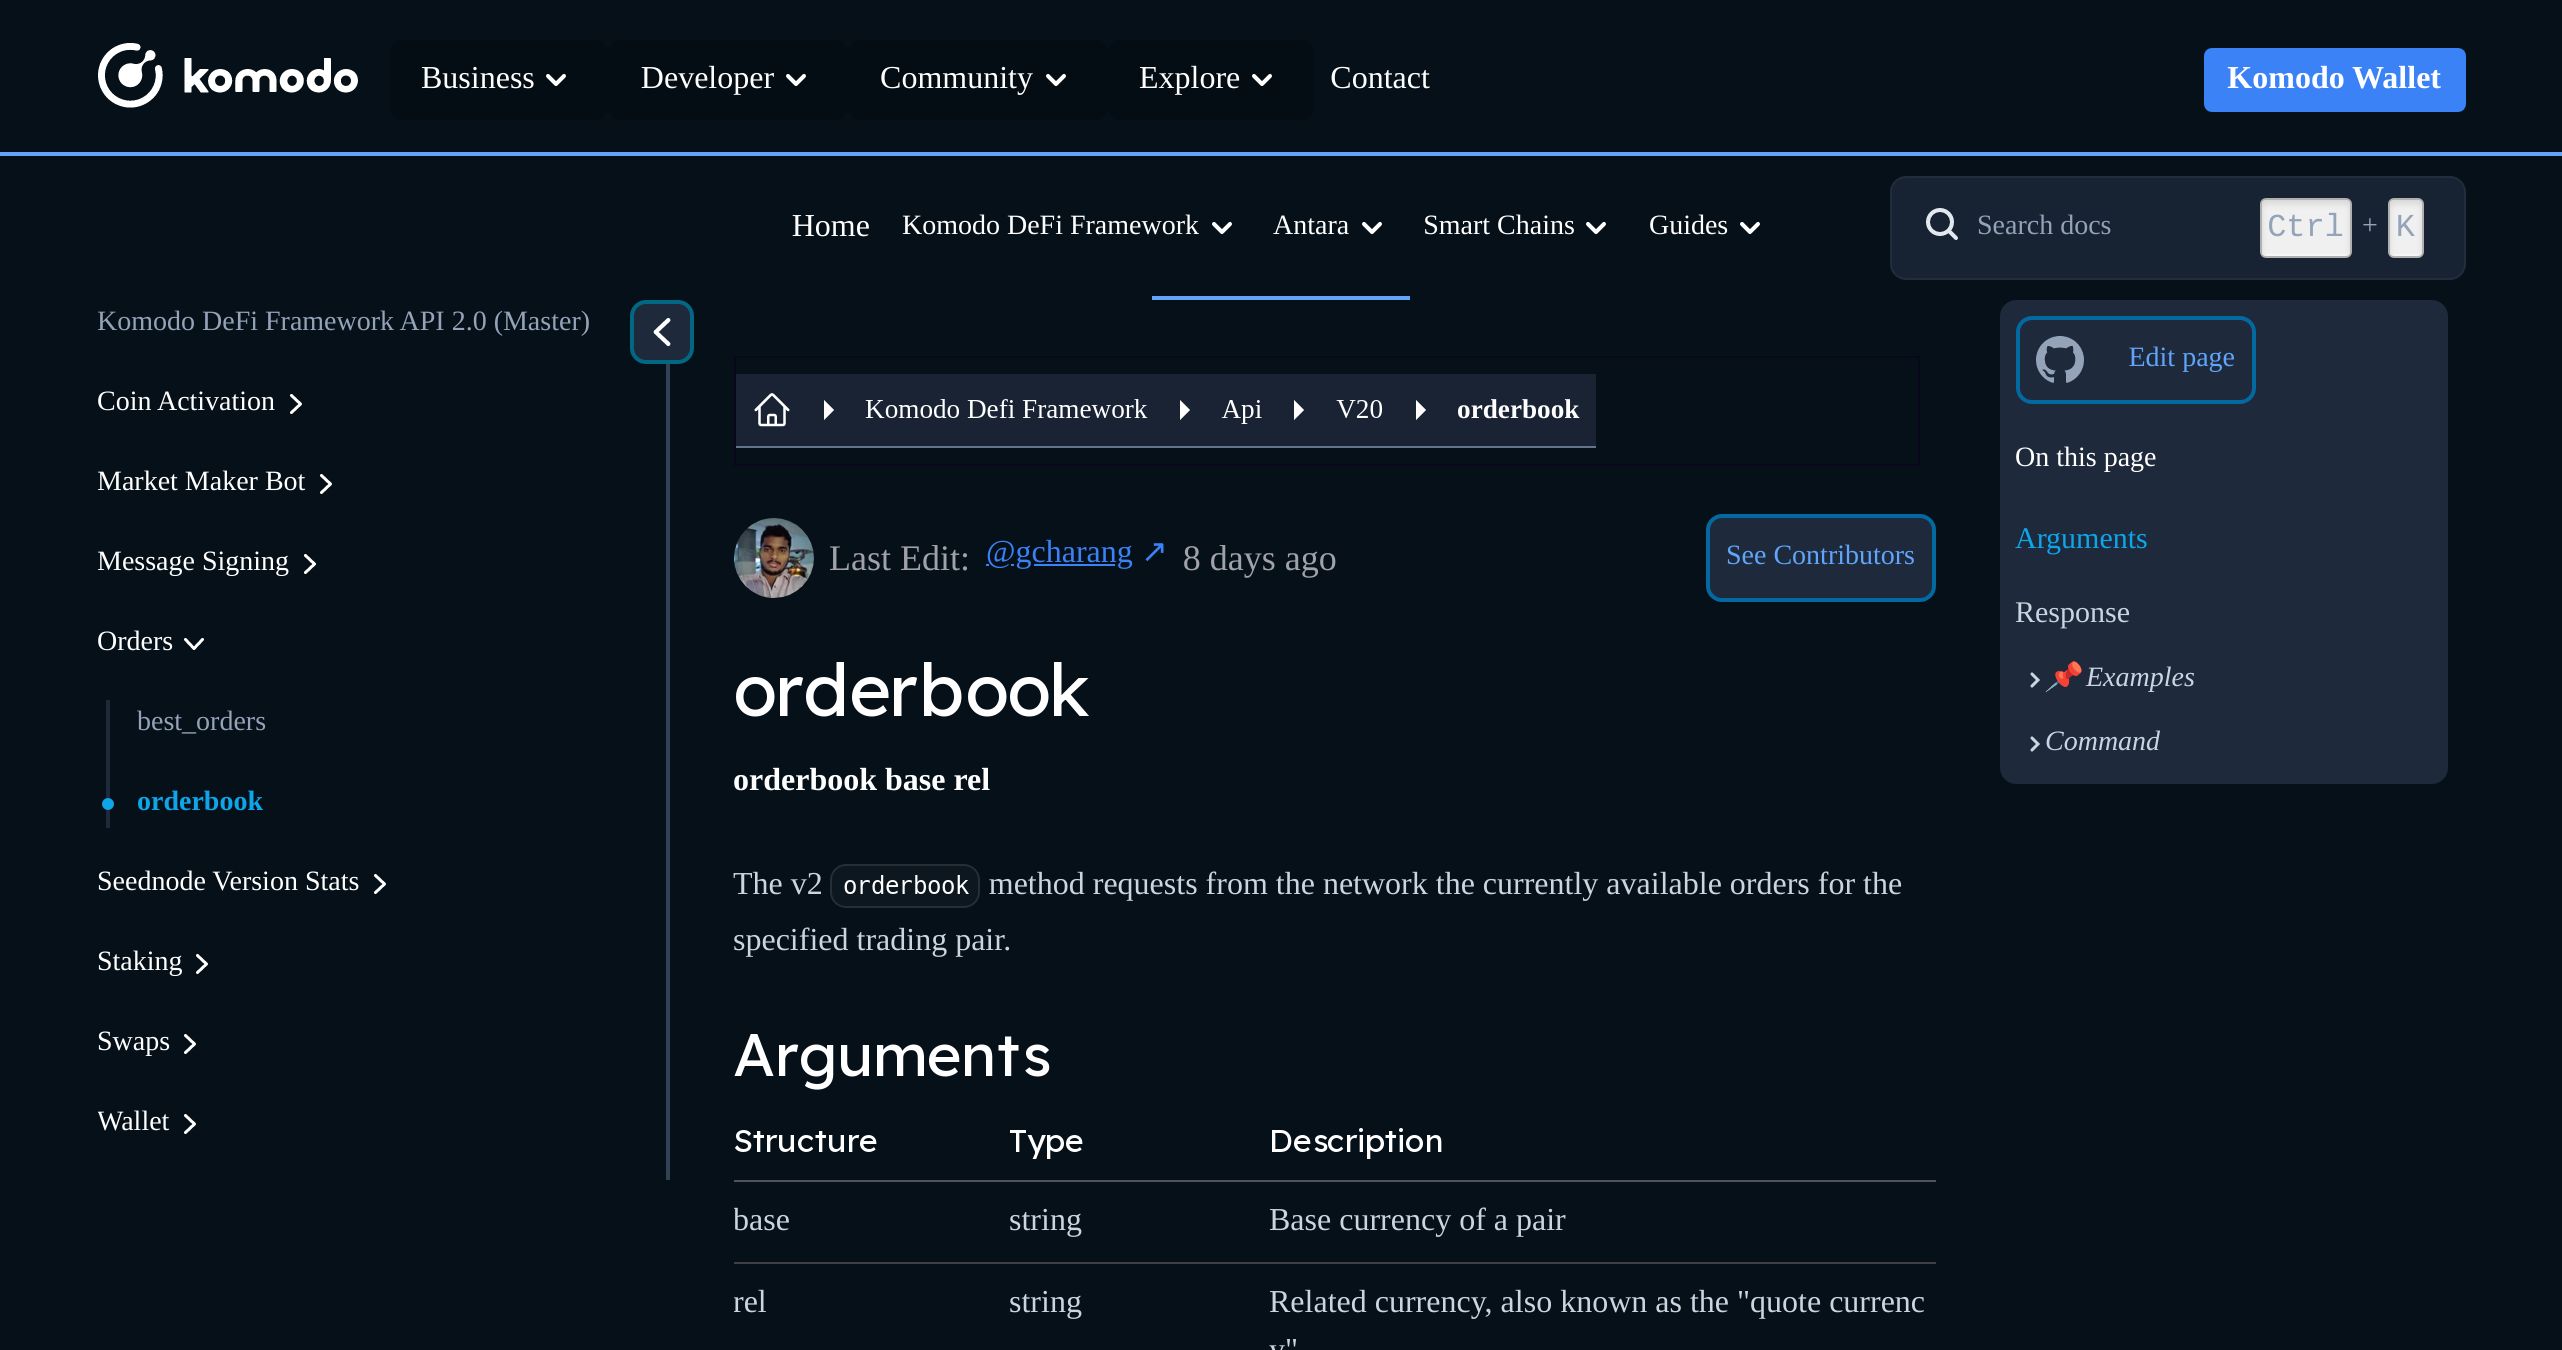 komodo Business Developer Community Explore Contact Komodo Wallet
Home Komodo DeFi Framework Antara Smart Chains Guides Search docs Ctrl + K
Komodo DeFi Framework API 2.0 (Master)
Coin Activation
Market Maker Bot
Message Signing
Orders
best_orders
orderbook
Seednode Version Stats
Staking
Swaps
Wallet
Komodo Defi Framework Api V20 orderbook
Last Edit: @gcharang ↗ 8 days ago See Contributors
orderbook
orderbook base rel
The v2 orderbook method requests from the network the currently available orders for the
specified trading pair.
Arguments
Structure Type Description
base string Base currency of a pair
rel string Related currency, also known as the "quote currenc
y"
Edit page
On this page
Arguments
Response
📌 Examples
Command